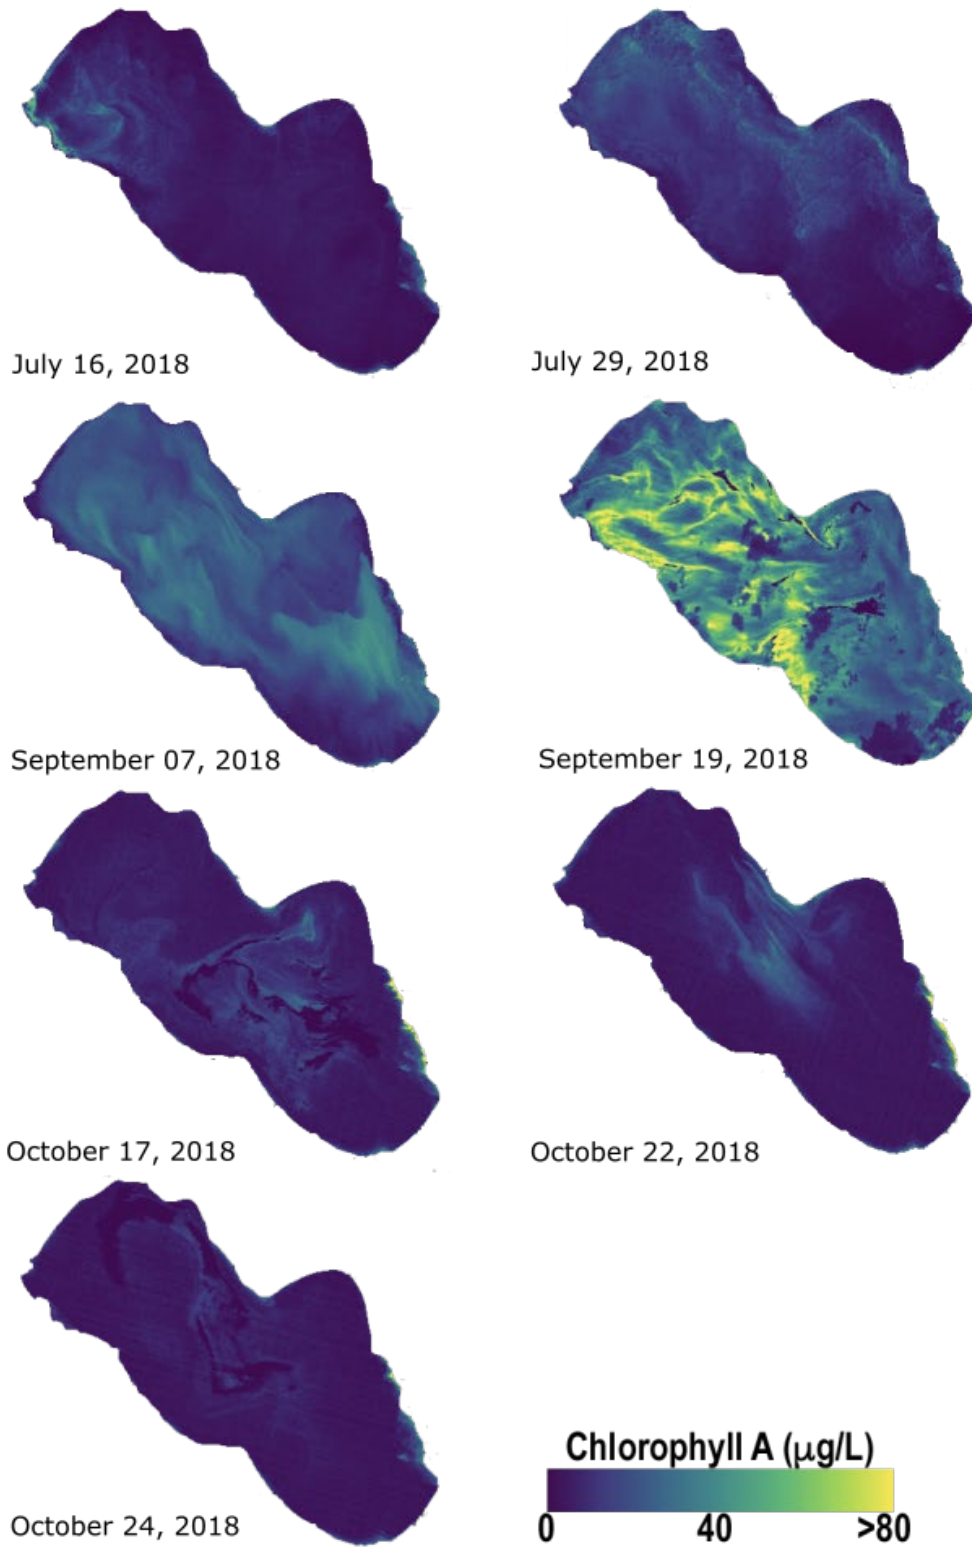 July 16, 2018
July 29, 2018
September 07, 2018
September 19, 2018
October 17, 2018
October 22, 2018
October 24, 2018
Chlorophyll A (µg/L)
0 40 >80